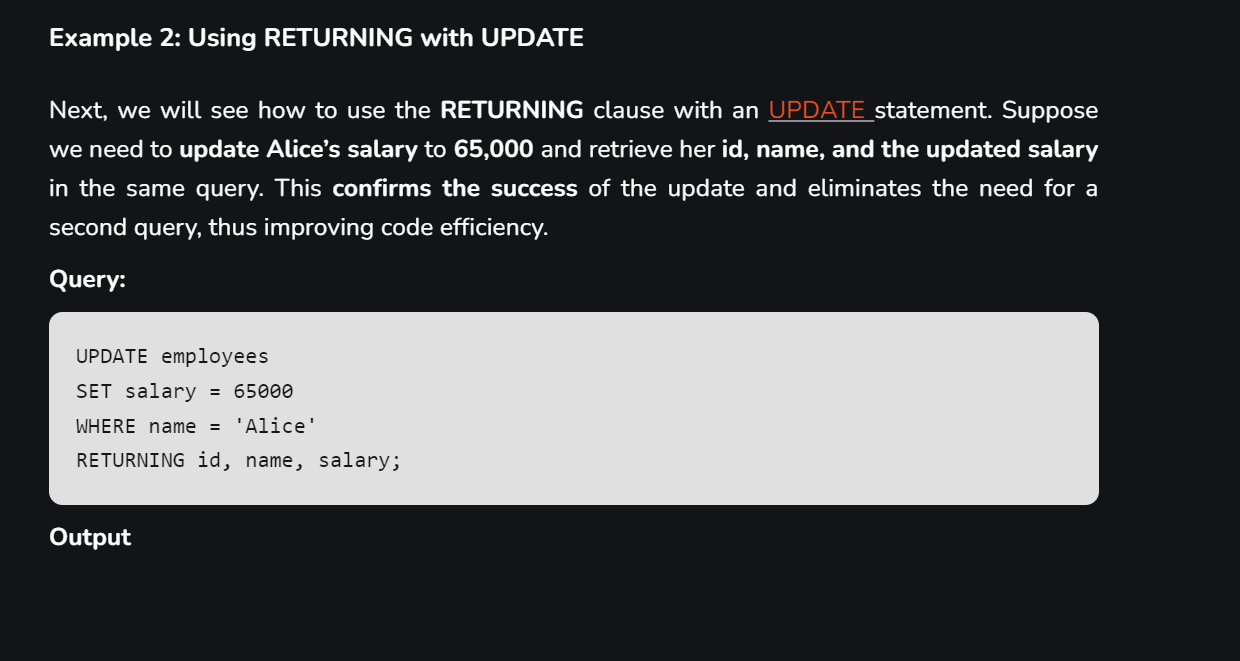 Example 2: Using RETURNING with UPDATE
Next, we will see how to use the RETURNING clause with an UPDATE statement. Suppose
we need to update Alice’s salary to 65,000 and retrieve her id, name, and the updated salary
in the same query. This confirms the success of the update and eliminates the need for a
second query, thus improving code efficiency.
Query:
UPDATE employees
SET salary = 65000
WHERE name = 'Alice'
RETURNING id, name, salary;
Output